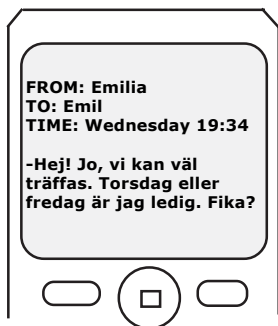 FROM: Emilia
TO: Emil
TIME: Wednesday 19:34
-Hej! Jo, vi kan väl
träffas. Torsdag eller
fredag är jag ledig. Fika?